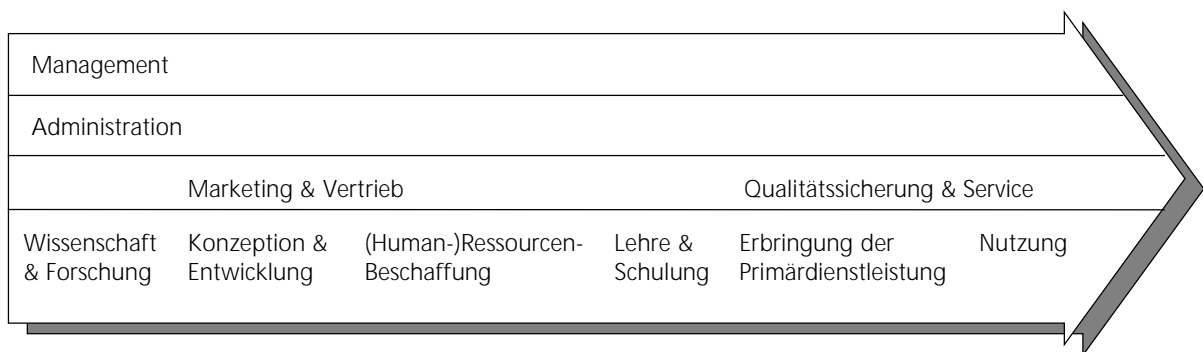 Management
Administration
Marketing & Vertrieb
Qualitätssicherung & Service
Wissenschaft
& Forschung
Konzeption &
Entwicklung
(Human-)Ressourcen-
Beschaffung
Lehre &
Schulung
Erbringung der
Primärdienstleistung
Nutzung